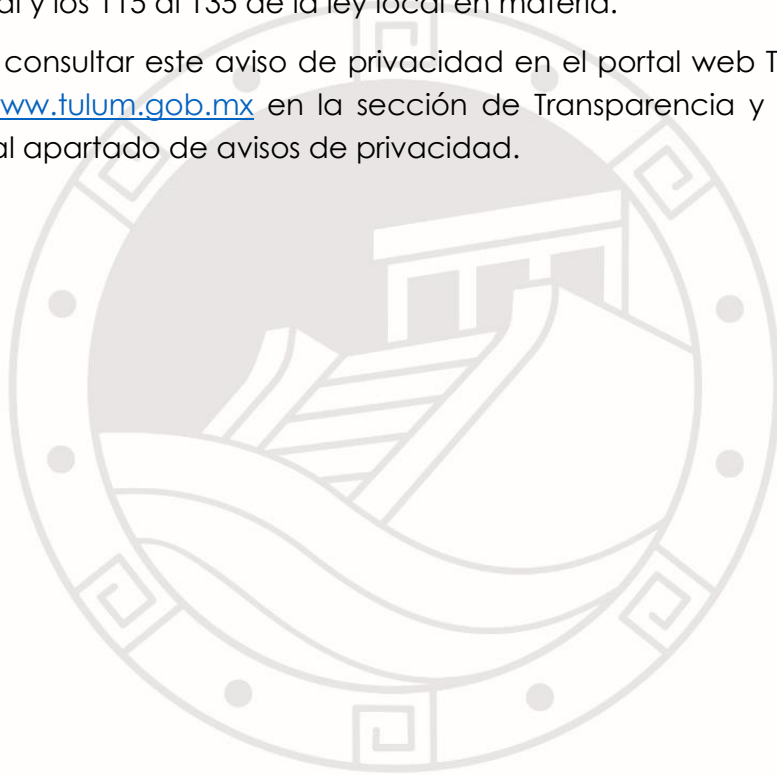 al y los 115 al 135 de la ley local en materia.
consultar este aviso de privacidad en el portal web T
ww.tulum.gob.mx en la sección de Transparencia y
al apartado de avisos de privacidad.